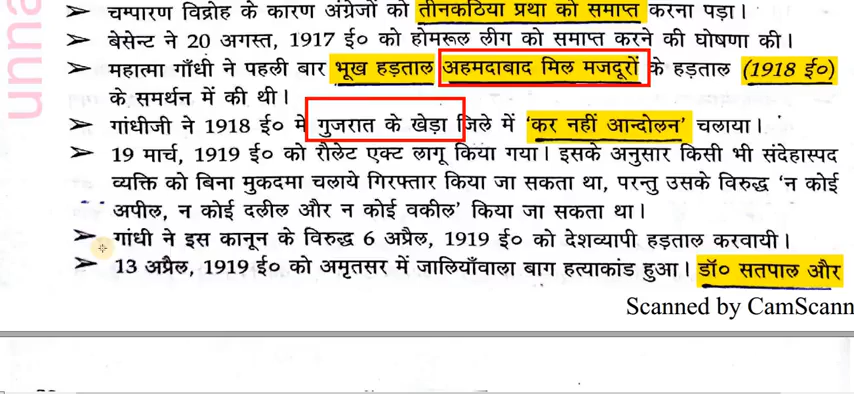 ➤ चम्पारण विद्रोह के कारण अंग्रेजों को तीनकठिया प्रथा को समाप्त करना पड़ा।
➤ बेसेन्ट ने 20 अगस्त, 1917 ई० को होमरूल लीग को समाप्त करने की घोषणा की।
➤ महात्मा गाँधी ने पहली बार भूख हड़ताल अहमदाबाद मिल मजदूरों के हड़ताल (1918 ई०)
के समर्थन में की थी।
➤ गांधीजी ने 1918 ई० मे गुजरात के खेड़ा जिले में ‘कर नहीं आन्दोलन’ चलाया।
➤ 19 मार्च, 1919 ई० को रौलेट एक्ट लागू किया गया। इसके अनुसार किसी भी संदेहास्पद
व्यक्ति को बिना मुकदमा चलाये गिरफ्तार किया जा सकता था, परन्तु उसके विरुद्ध ‘न कोई
अपील, न कोई दलील और न कोई वकील’ किया जा सकता था।
➤ गांधी ने इस कानून के विरुद्ध 6 अप्रैल, 1919 ई० को देशव्यापी हड़ताल करवायी।
➤ 13 अप्रैल, 1919 ई० को अमृतसर में जालियाँवाला बाग हत्याकांड हुआ। डॉ० सतपाल और
Scanned by CamScann
unna